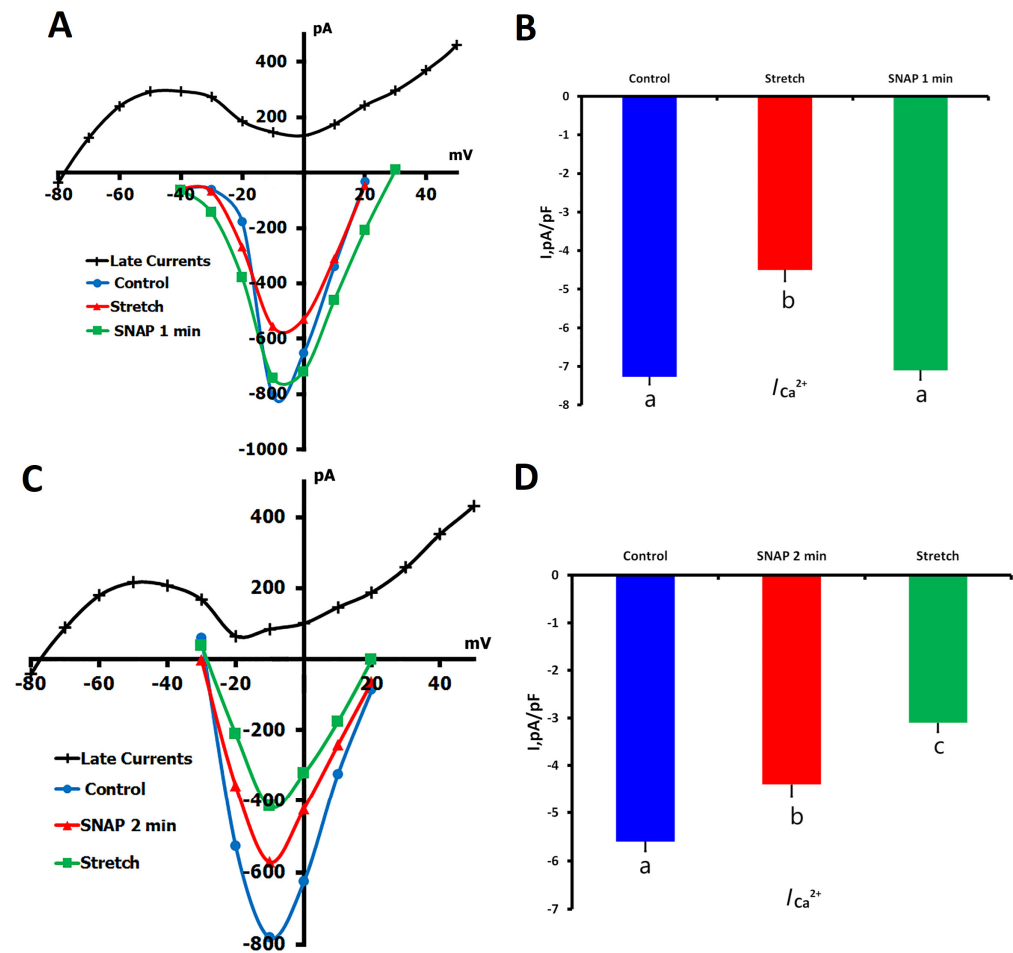 A
pA
400
200
mV
-80 -60 -40 -20 20 40
-200
-400
-600
-800
-1000
Late Currents
Control
Stretch
SNAP 1 min
B
Control Stretch SNAP 1 min
0
-1
-2
-3
-4
-5
-6
-7
-8
I,pA/pF
a
b
a
I Ca2+
C
pA
400
200
mV
-80 -60 -40 -20 20 40
-200
-400
-600
-800
Late Currents
Control
SNAP 2 min
Stretch
D
Control SNAP 2 min Stretch
0
-1
-2
-3
-4
-5
-6
-7
I,pA/pF
a
b
c
I Ca2+